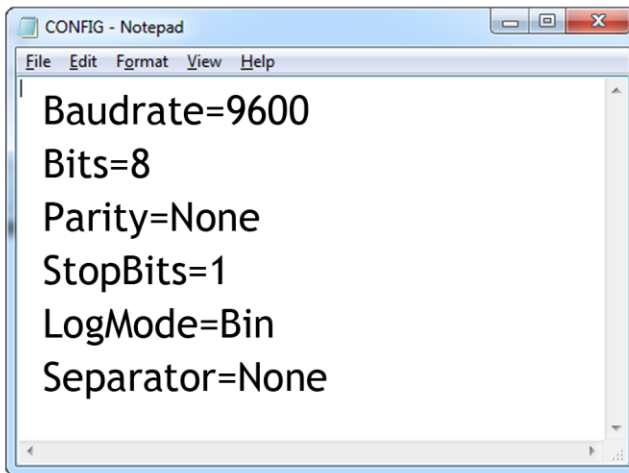 CONFIG - Notepad
File Edit Format View Help
Baudrate=9600
Bits=8
Parity=None
StopBits=1
LogMode=Bin
Separator=None